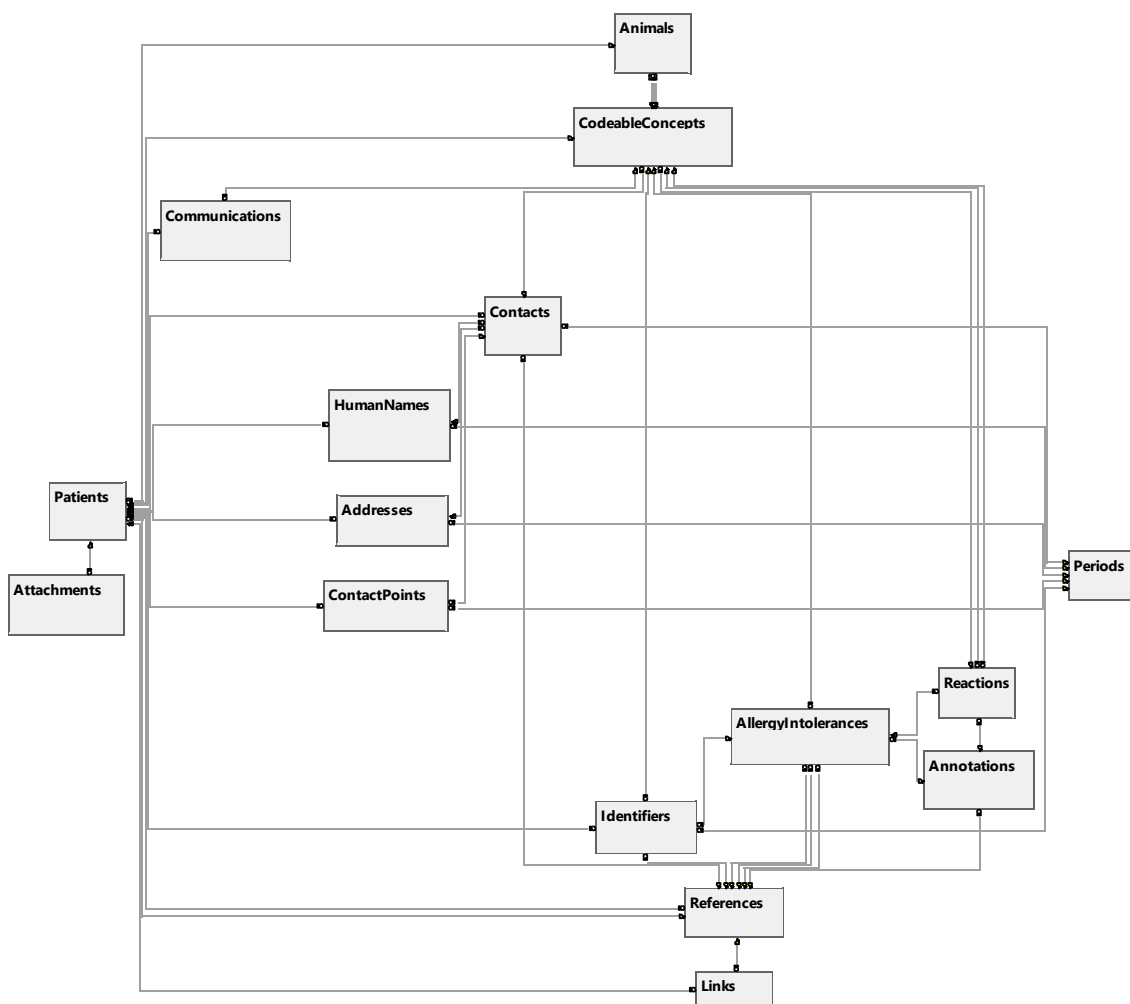 Animals
CodeableConcepts
Communications
Contacts
HumanNames
Patients
Addresses
Attachments
ContactPoints
Periods
Reactions
AllergyIntolerances
Annotations
Identifiers
References
Links